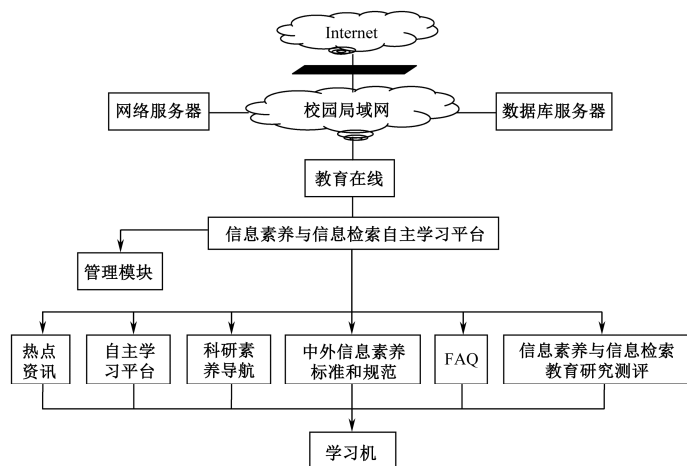 Internet
网络服务器
校园局域网
数据库服务器
教育在线
信息素养与信息检索自主学习平台
管理模块
热点
资讯
自主学
习平台
科研素
养导航
中外信息素养
标准和规范
FAQ
信息素养与信息检索
教育研究测评
学习机